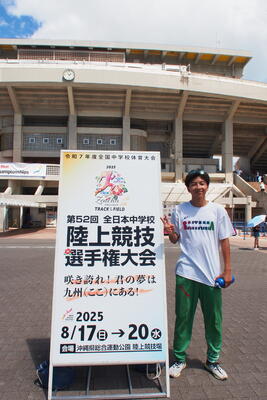 令和7年度全国中学校体育大会
2025
TRACK&FIELD
第52回 全日本中学校
陸上競技
選手権大会
咲き誇れ！君の夢は
九州（ここ）にある！
2025
8/17日→20水
会場 沖縄県総合運動公園 陸上競技場